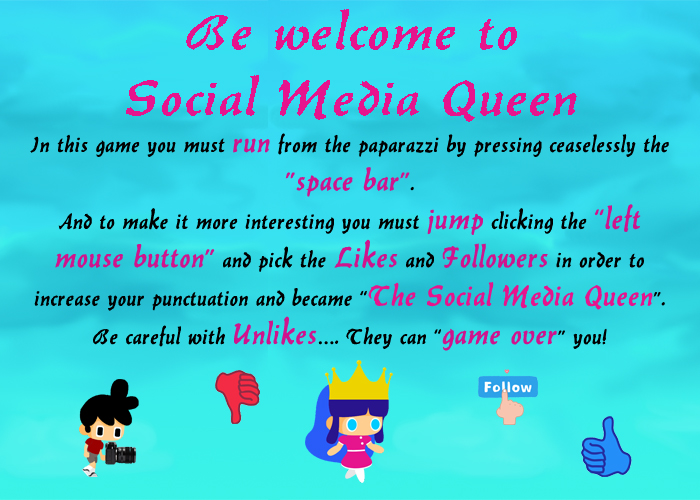 Be welcome to
Social Media Queen
In this game you must run from the paparazzi by pressing ceaselessly the
"space bar".
And to make it more interesting you must jump clicking the "left
mouse button" and pick the Likes and Followers in order to
increase your punctuation and became "The Social Media Queen".
Be careful with Unlikes.... They can "game over" you!
Follow